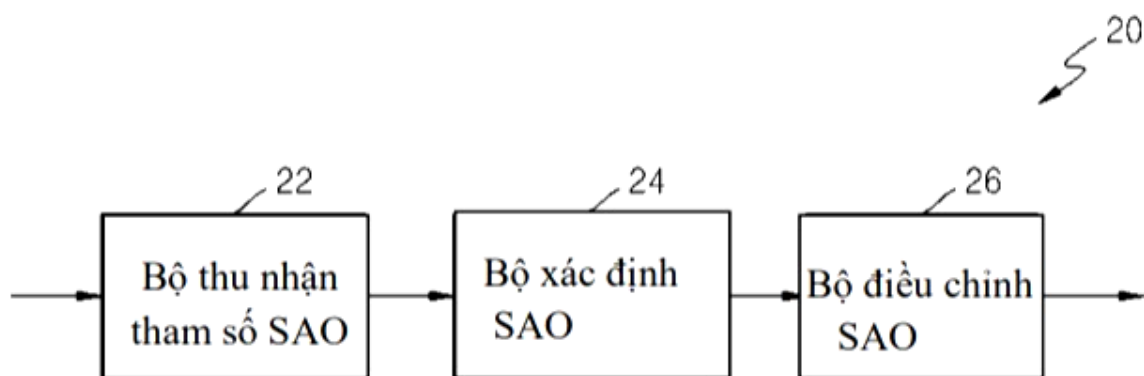 20
22
24
26
Bộ thu nhận
tham số SAO
Bộ xác định
SAO
Bộ điều chỉnh
SAO